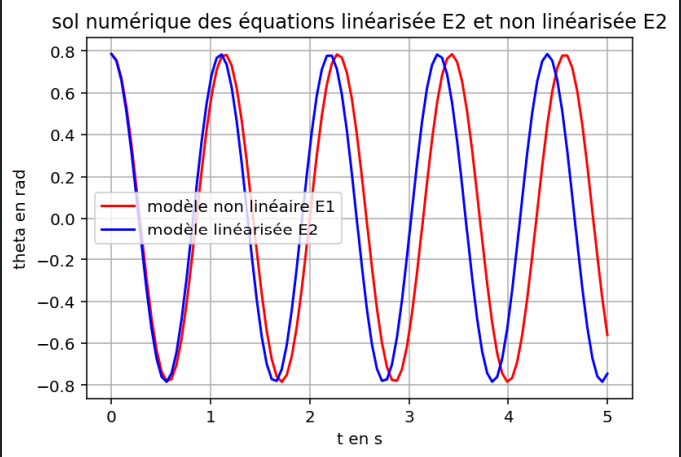 sol numérique des équations linéarisée E2 et non linéarisée E2
0.8
0.6
0.4
0.2
0.0
−0.2
−0.4
−0.6
−0.8
theta en rad
modèle non linéaire E1
modèle linéarisée E2
0 1 2 3 4 5
t en s